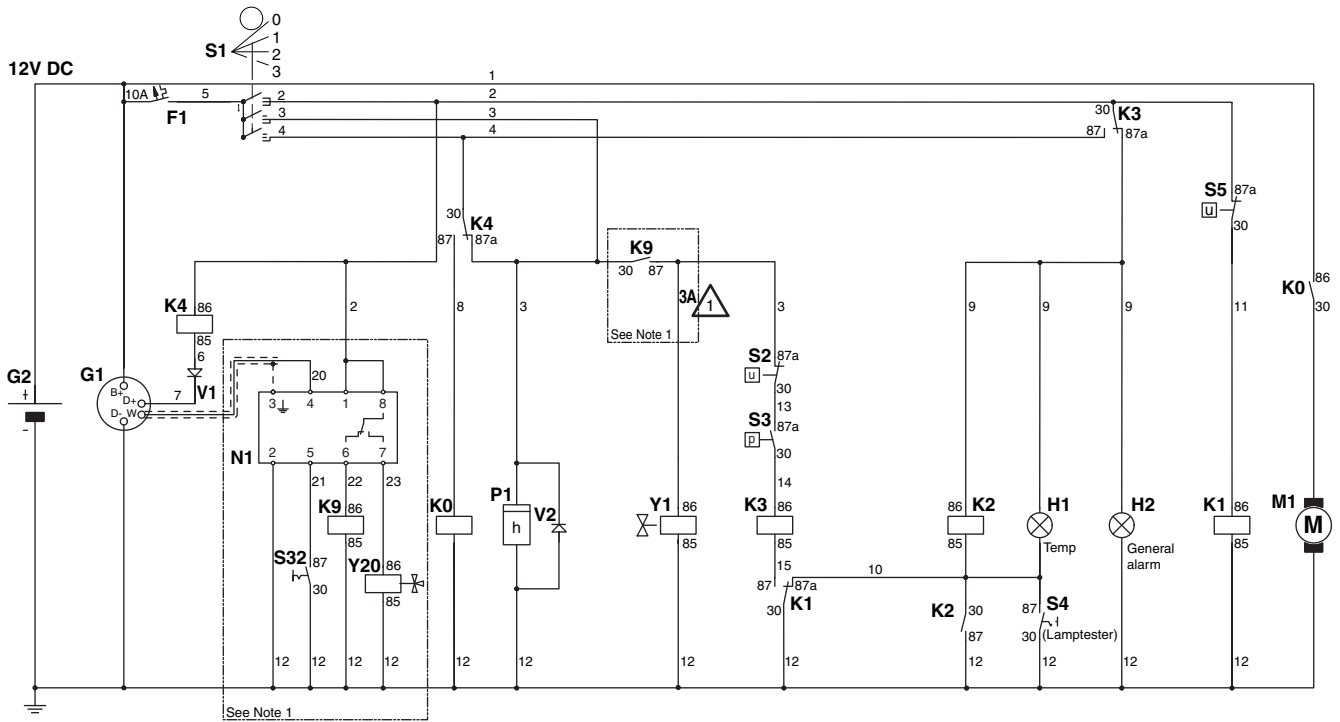 0
1
S1
2
3
12V DC
1
10A
5
2
2
F1
1
3
3
4
4
30
K3
87
87a
S5
87a
u
30
30
K4
87
87a
K9
30
87
3A
1
See Note 1
K0
86
30
K4
86
85
2
8
3
3
9
9
9
11
6
V1
7
G2
+
-
G1
B+
D+
D-
W
20
3
4
1
8
N1
2
5
6
7
21
22
23
S2
87a
u
30
13
S3
87a
p
30
14
K9
86
85
K0
P1
h
V2
Y1
86
85
K3
86
85
K2
86
85
H1
Temp
H2
General
alarm
K1
86
85
M1
M
S32
87
30
Y20
86
85
15
87
87a
10
30
K1
K2
30
87
87
S4
30
(Lamptester)
12
12
12
12
12
12
12
12
12
12
12
12
See Note 1